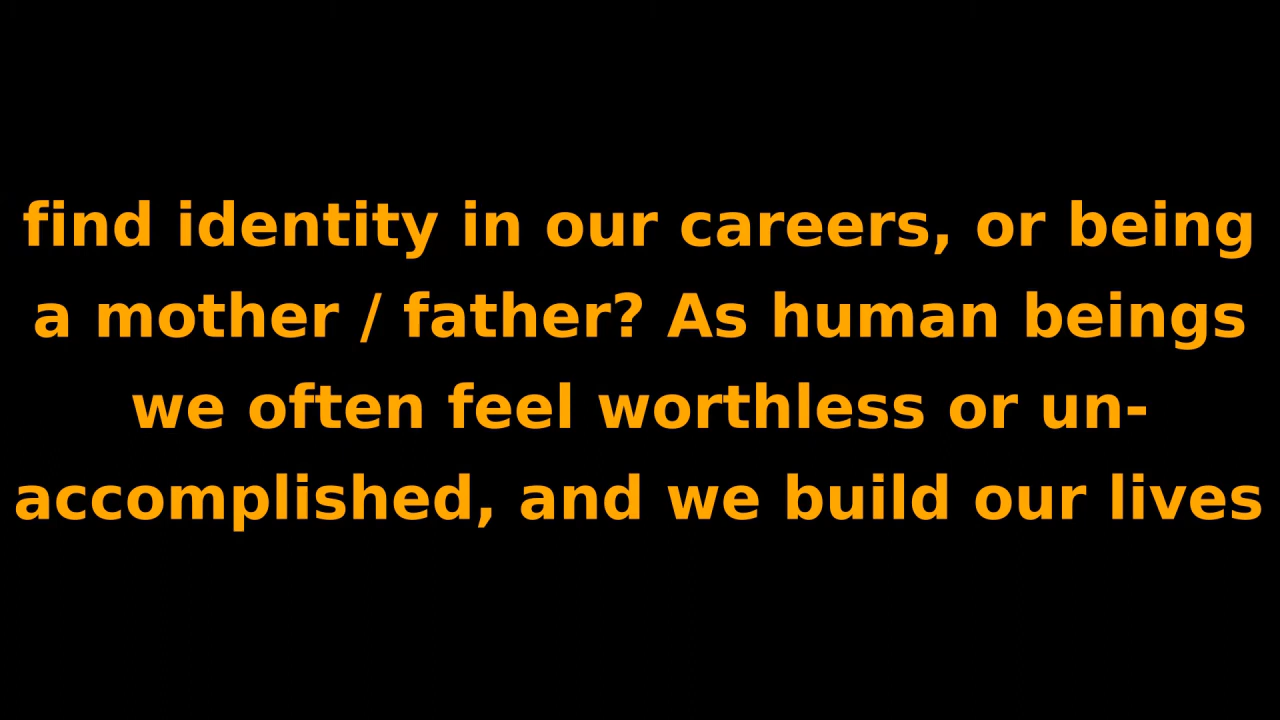 find identity in our careers, or being
a mother / father? As human beings
we often feel worthless or un-
accomplished, and we build our lives